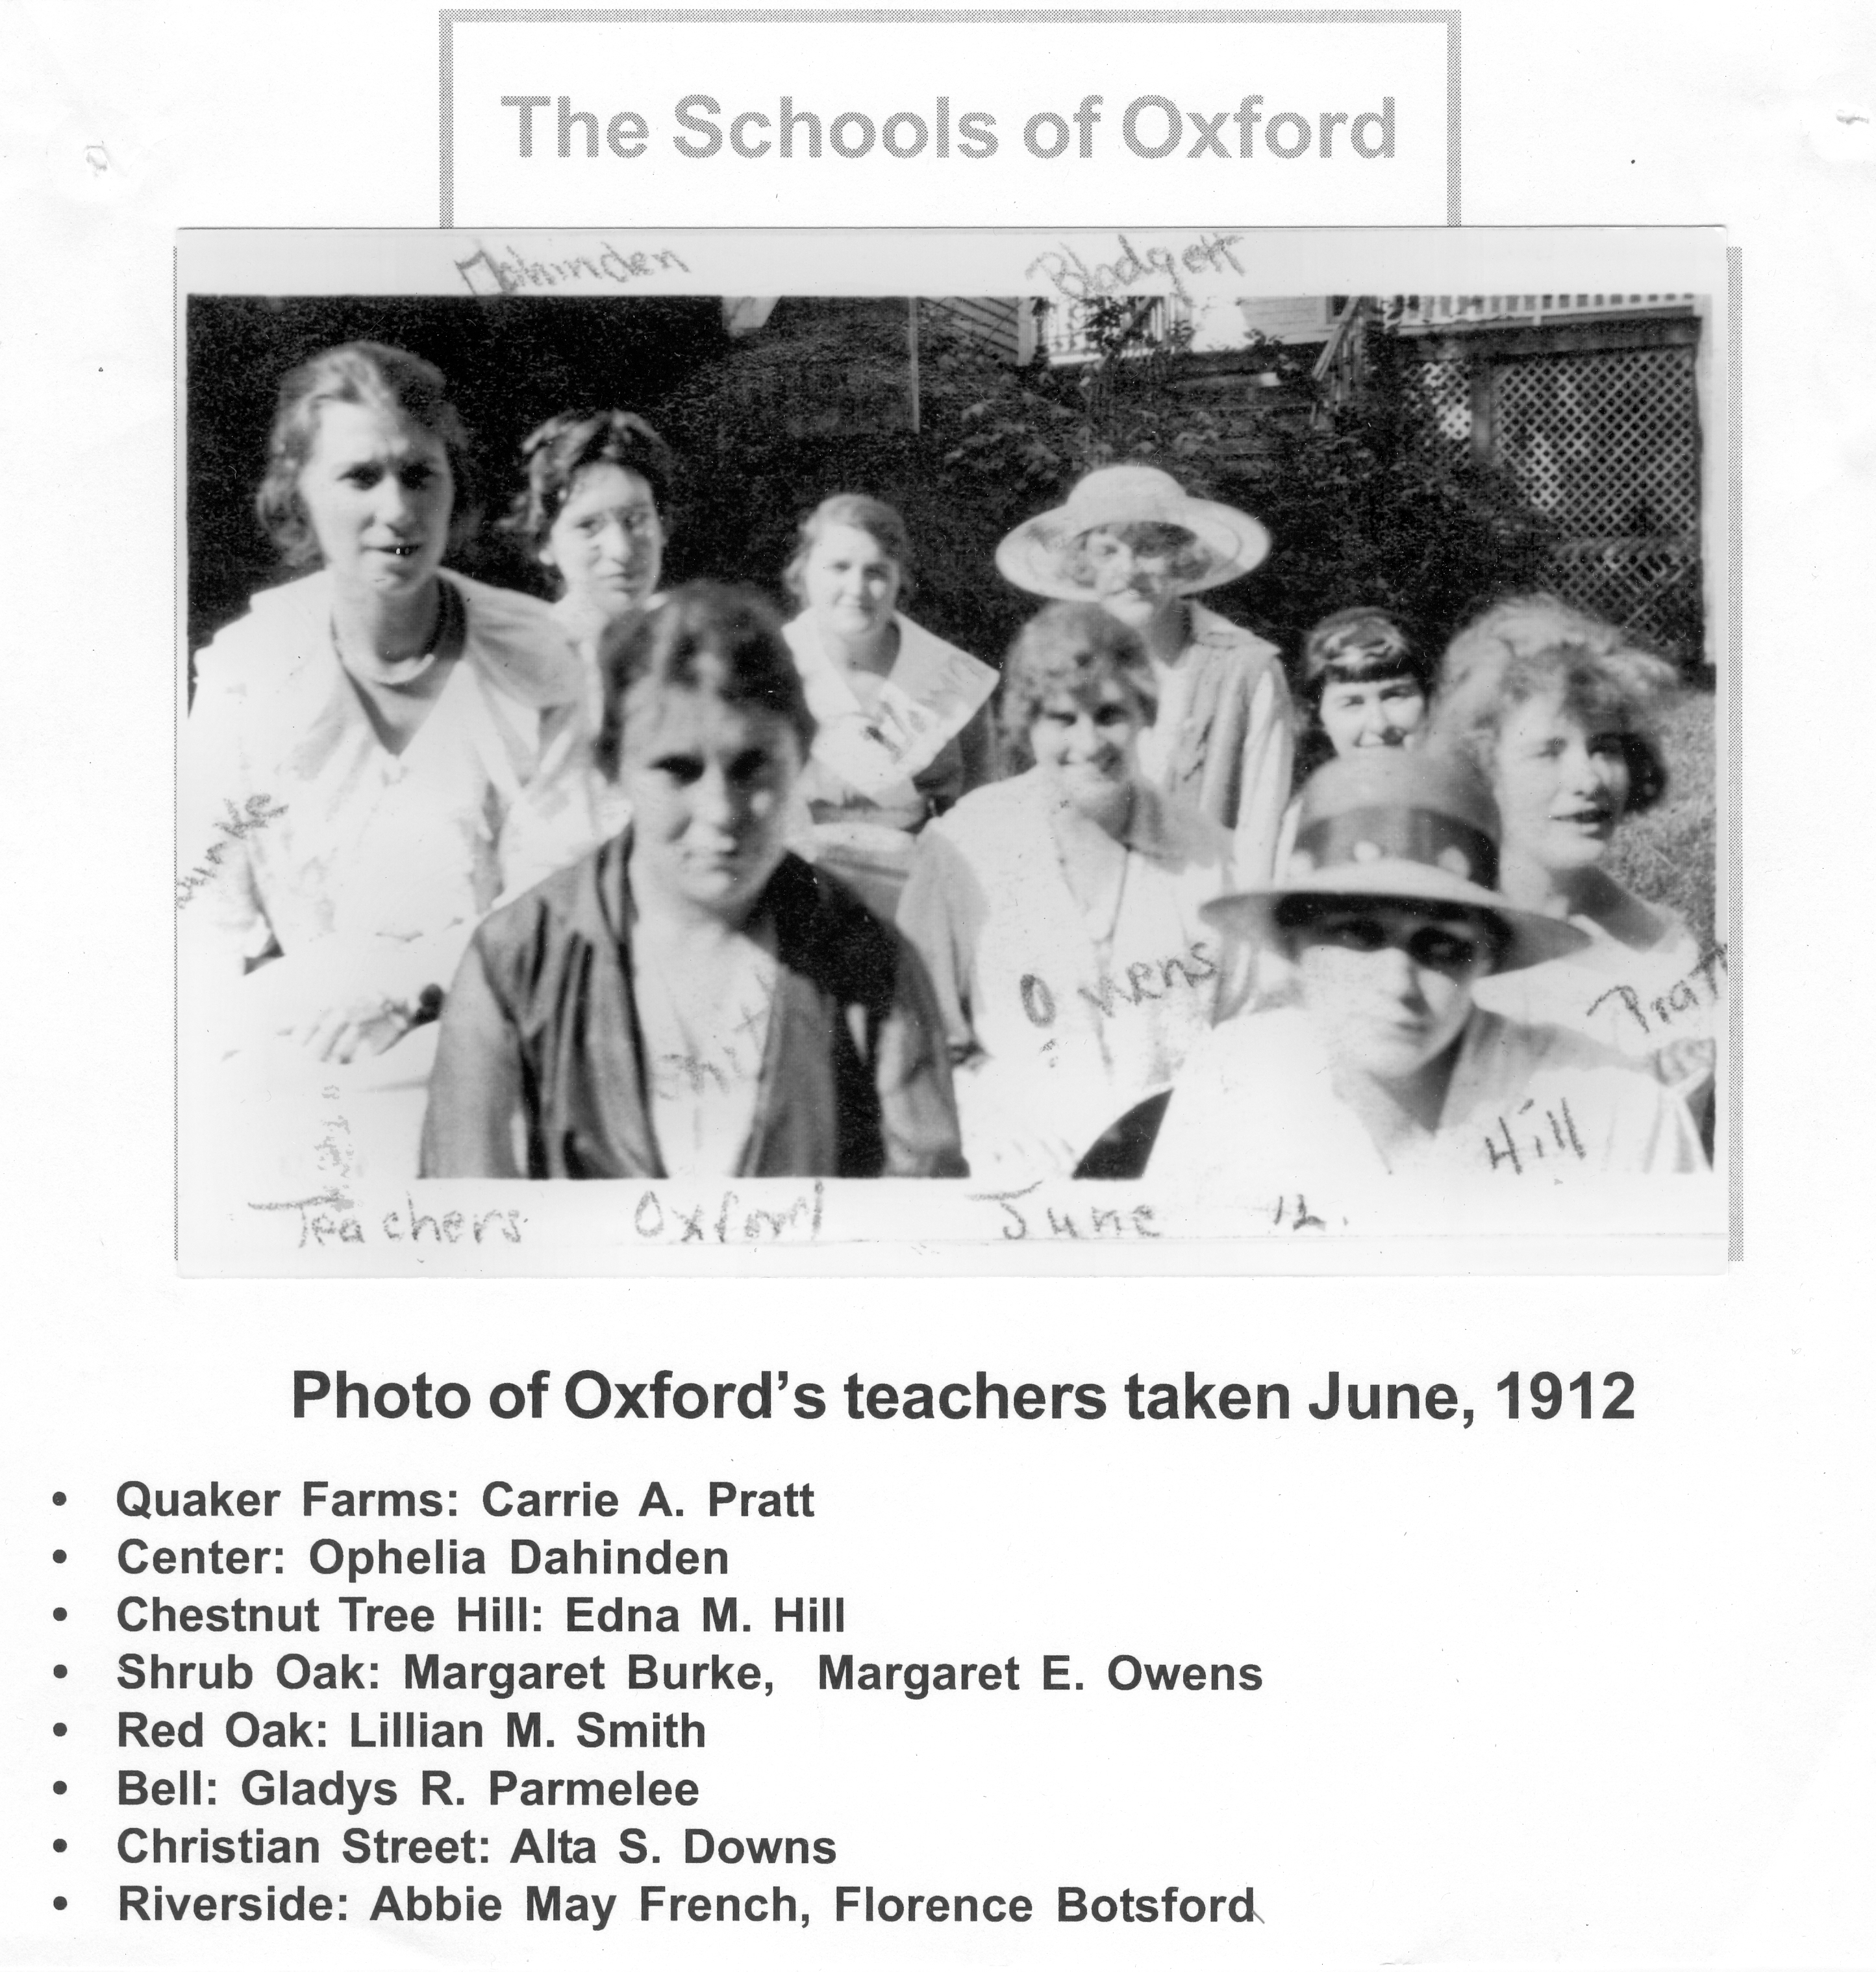 The Schools of Oxford
Dahinden
Blodgett
Owens
Pratt
Smith
Hill
Teachers Oxford June 12.
Photo of Oxford's teachers taken June, 1912
• Quaker Farms: Carrie A. Pratt
• Center: Ophelia Dahinden
• Chestnut Tree Hill: Edna M. Hill
• Shrub Oak: Margaret Burke, Margaret E. Owens
• Red Oak: Lillian M. Smith
• Bell: Gladys R. Parmelee
• Christian Street: Alta S. Downs
• Riverside: Abbie May French, Florence Botsford